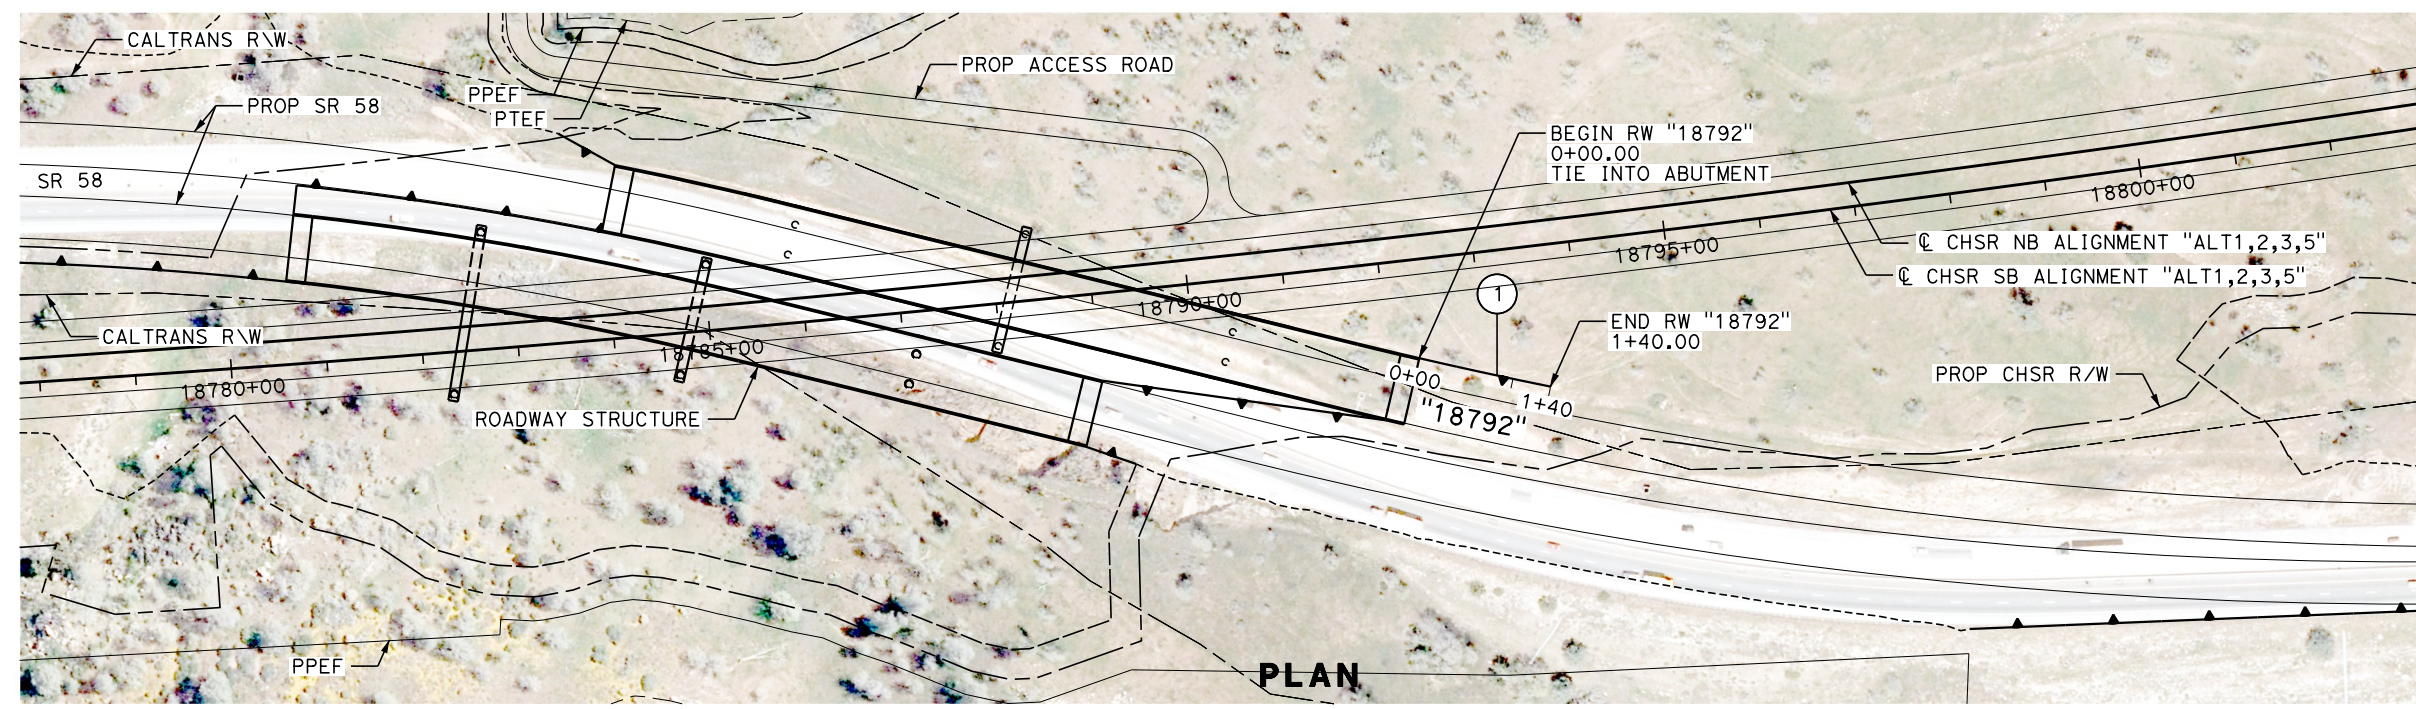 CALTRANS R\W
PROP SR 58
SR 58
PPEF
PTEF
PROP ACCESS ROAD
BEGIN RW "18792"
0+00.00
TIE INTO ABUTMENT
18800+00
18795+00
℄ CHSR NB ALIGNMENT "ALT1,2,3,5"
℄ CHSR SB ALIGNMENT "ALT1,2,3,5"
1
18790+00
END RW "18792"
1+40.00
CALTRANS R\W
18785+00
18780+00
0+00
1+40
"18792"
PROP CHSR R/W
ROADWAY STRUCTURE
PPEF
PLAN